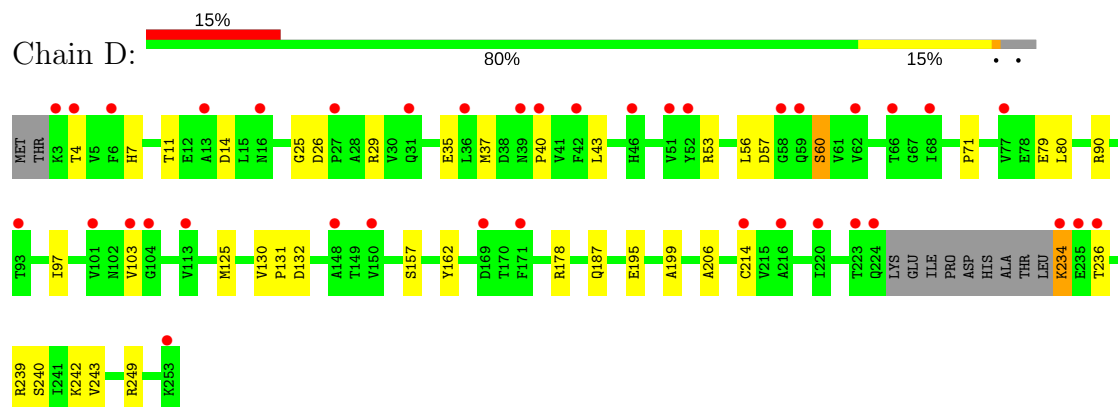 15%
Chain D:
80% 15% • •
MET THR K3 T4 V5 F6 H7 T11 E12 A13 D14 L15 N16 G25 D26 P27 A28 R29 V30 Q31 E35 L36 M37 D38 N39 P40 V41 F42 L43 H46 V51 Y52 R53 L56 D57 G58 Q59 S60 V61 V62 T66 G67 I68 P71 V77 E78 E79 L80 R90
T93 I97 V101 N102 V103 G104 V113 M125 V130 P131 D132 A148 T149 V150 S157 Y162 D169 T170 F171 R178 Q187 E195 A199 A206 C214 V215 A216 I220 T223 Q224 LYS GLU ILE PRO ASP HIS ALA THR LEU K234 E235 T236
R239 S240 I241 K242 V243 R249 K253